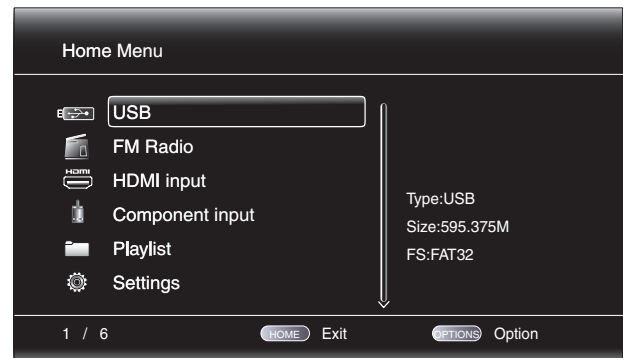 Home Menu
USB
FM Radio
HDMI
HDMI input
Component input
Playlist
Settings
Type:USB
Size:595.375M
FS:FAT32
1 / 6
HOME Exit
OPTIONS Option